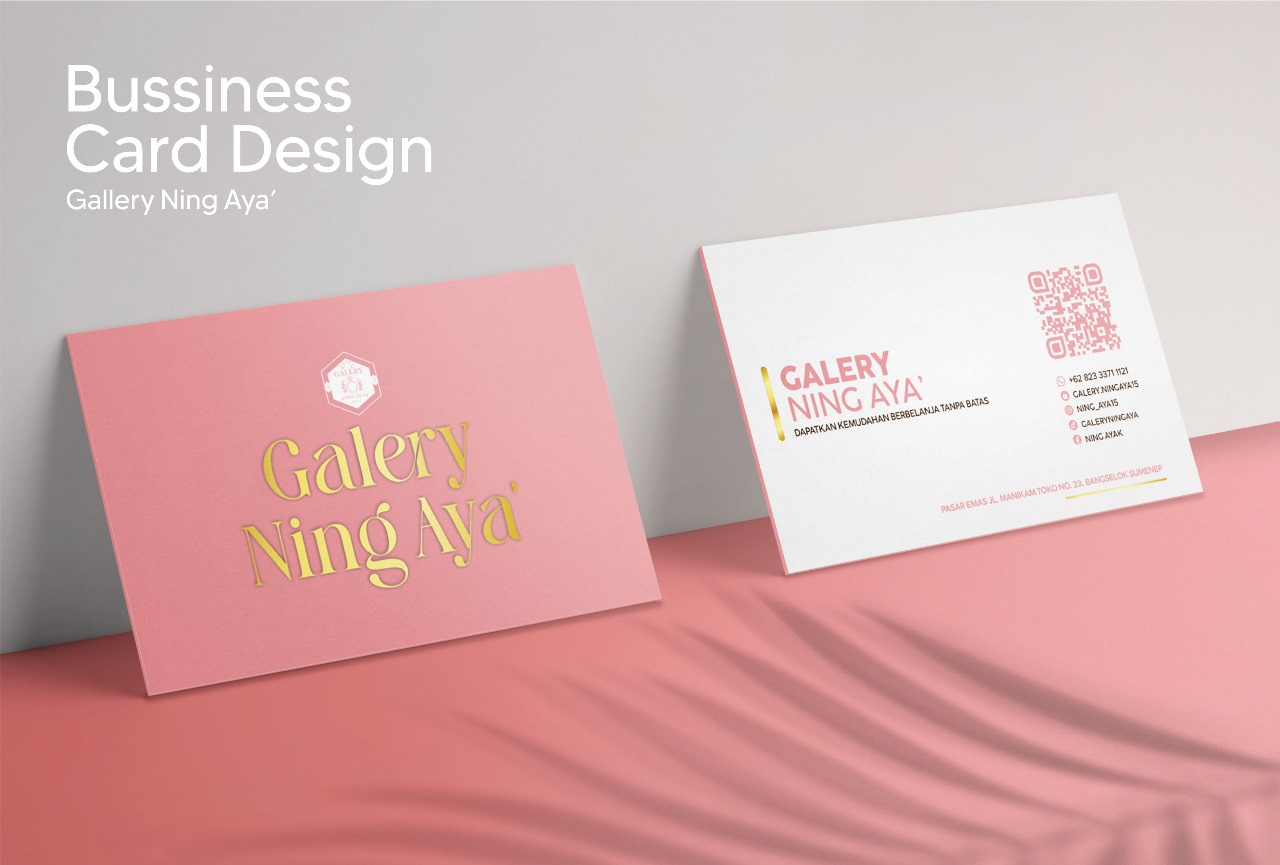 Bussiness
Card Design
Gallery Ning Aya’
GALERY
Galery
Ning Aya’
GALERY
NING AYA’
DAPATKAN KEMUDAHAN BERBELANJA TANPA BATAS
+62 823 3371 1121
GALERY.NINGAYA15
NING_AYA15
GALERYNINGAYA
NING AYAK
PASAR EMAS JL. MANIKAM TOKO NO. 23, BANGSELOK SUMENEP